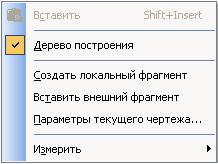 Вставить Shift+Insert
Дерево построения
Создать локальный фрагмент
Вставить внешний фрагмент
Параметры текущего чертежа...
Измерить